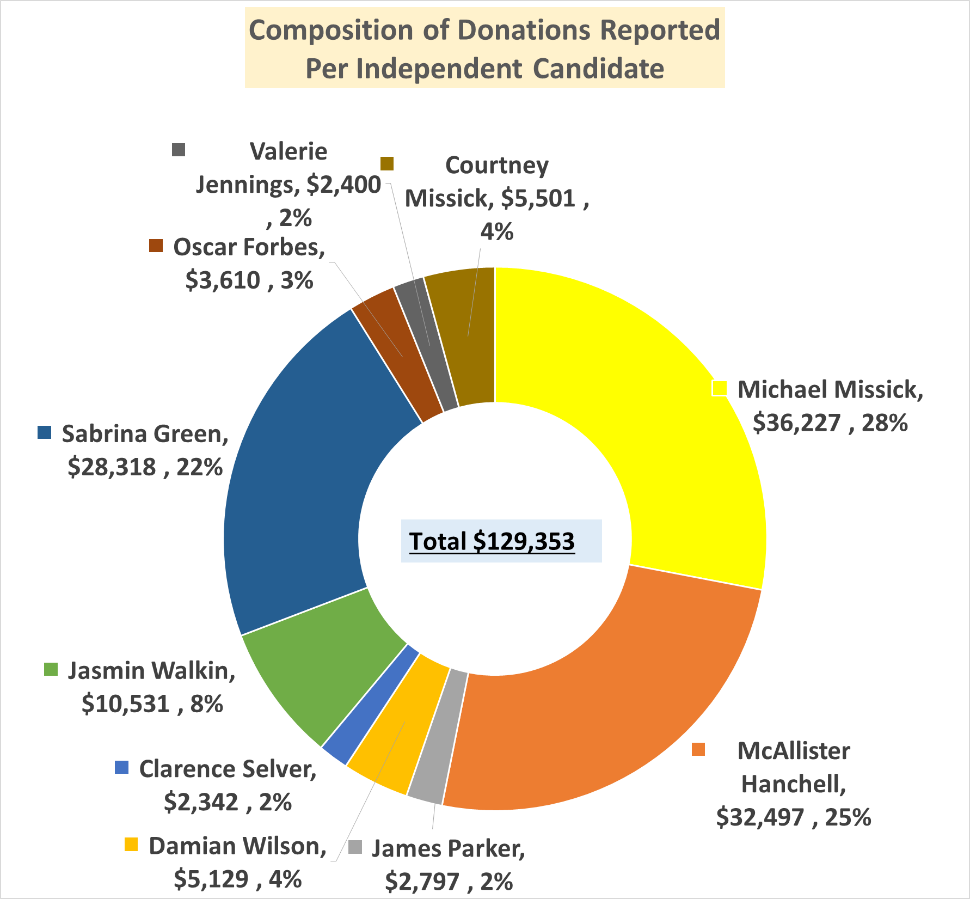 Composition of Donations Reported
Per Independent Candidate
Valerie
Jennings, $2,400
, 2%
Courtney
Missick, $5,501 ,
4%
Oscar Forbes,
$3,610 , 3%
Michael Missick,
$36,227 , 28%
Sabrina Green,
$28,318 , 22%
Total $129,353
Jasmin Walkin,
$10,531 , 8%
McAllister
Hanchell,
$32,497 , 25%
Clarence Selver,
$2,342 , 2%
Damian Wilson,
$5,129 , 4%
James Parker,
$2,797 , 2%